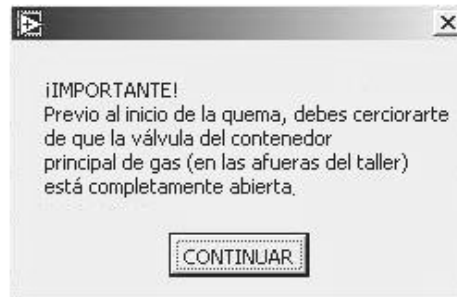 ¡IMPORTANTE!
Previo al inicio de la quema, debes cerciorarte
de que la válvula del contenedor
principal de gas (en las afueras del taller)
está completamente abierta.
CONTINUAR